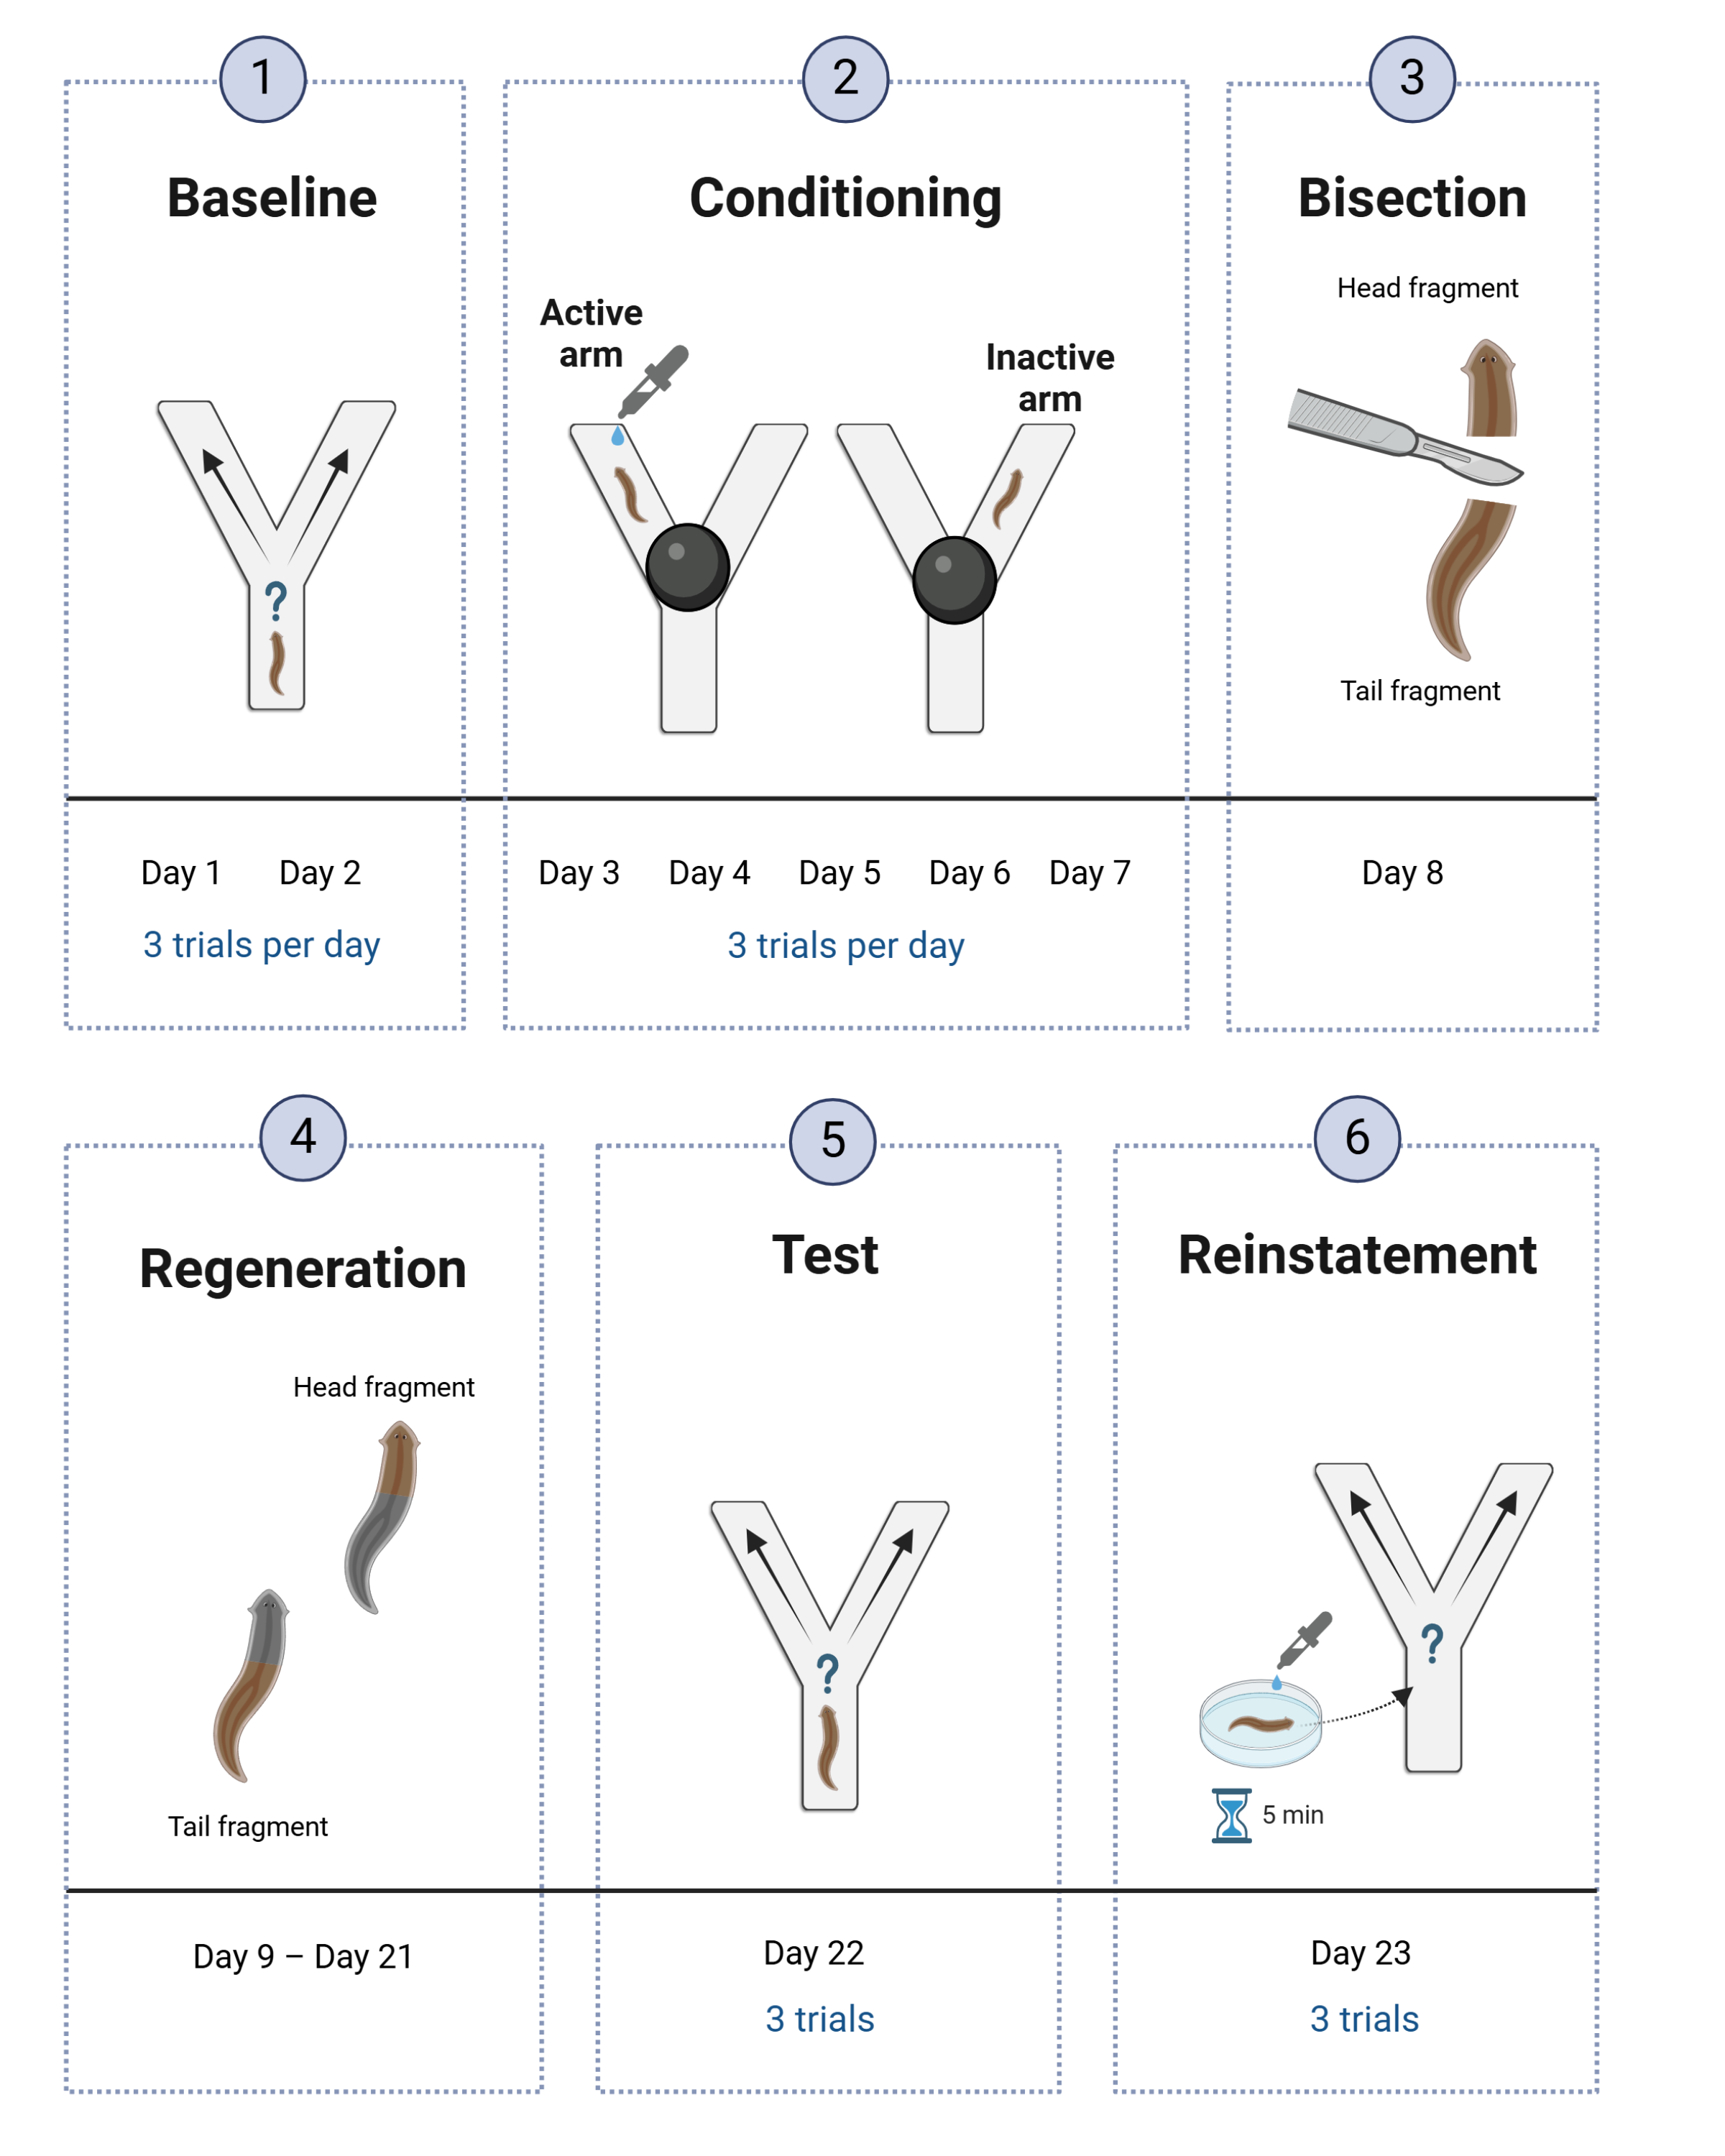 1
Baseline
?
Day 1 Day 2
3 trials per day
2
Conditioning
Active
arm
Inactive
arm
Day 3 Day 4 Day 5 Day 6 Day 7
3 trials per day
3
Bisection
Head fragment
Tail fragment
Day 8
4
Regeneration
Head fragment
Tail fragment
Day 9 – Day 21
5
Test
?
Day 22
3 trials
6
Reinstatement
?
5 min
Day 23
3 trials